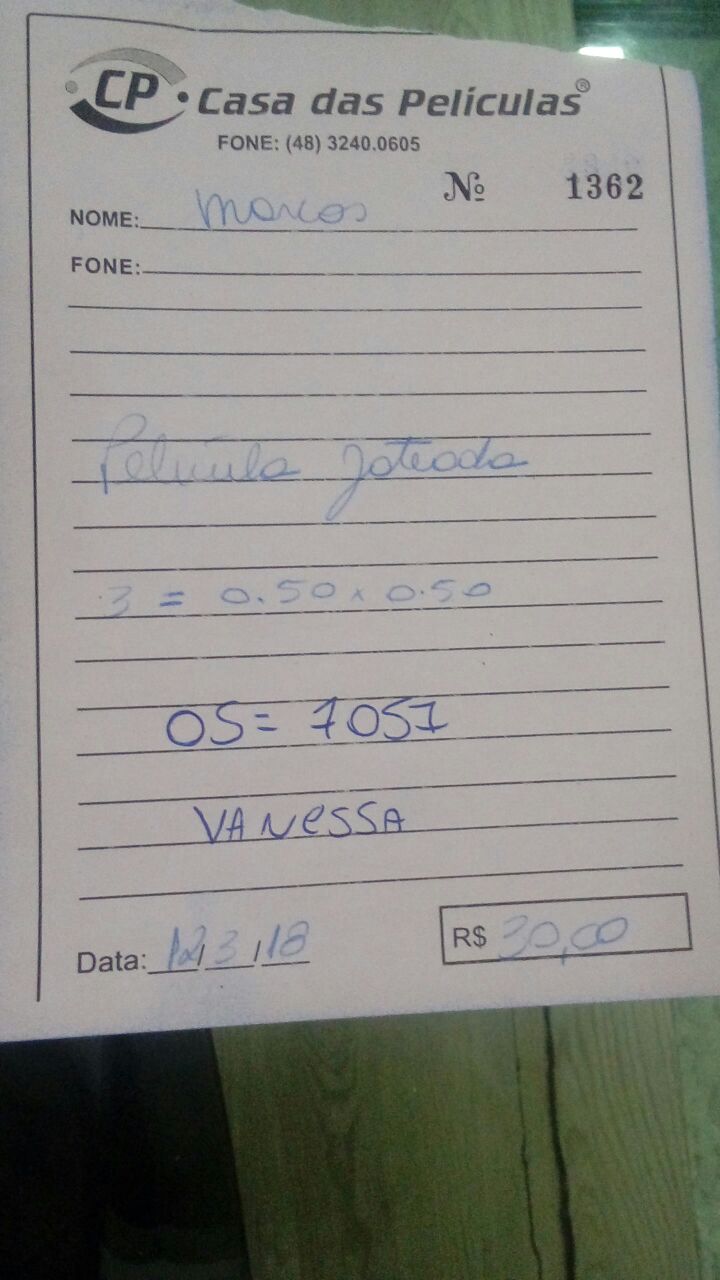 CP · Casa das Películas®
FONE: (48) 3240.0605
Nº 1362
NOME: Marcos
FONE:
Película Jateada
3 = 0.50 x 0.50
OS= 7051
VANESSA
Data: 12/3/18
R$ 30,00